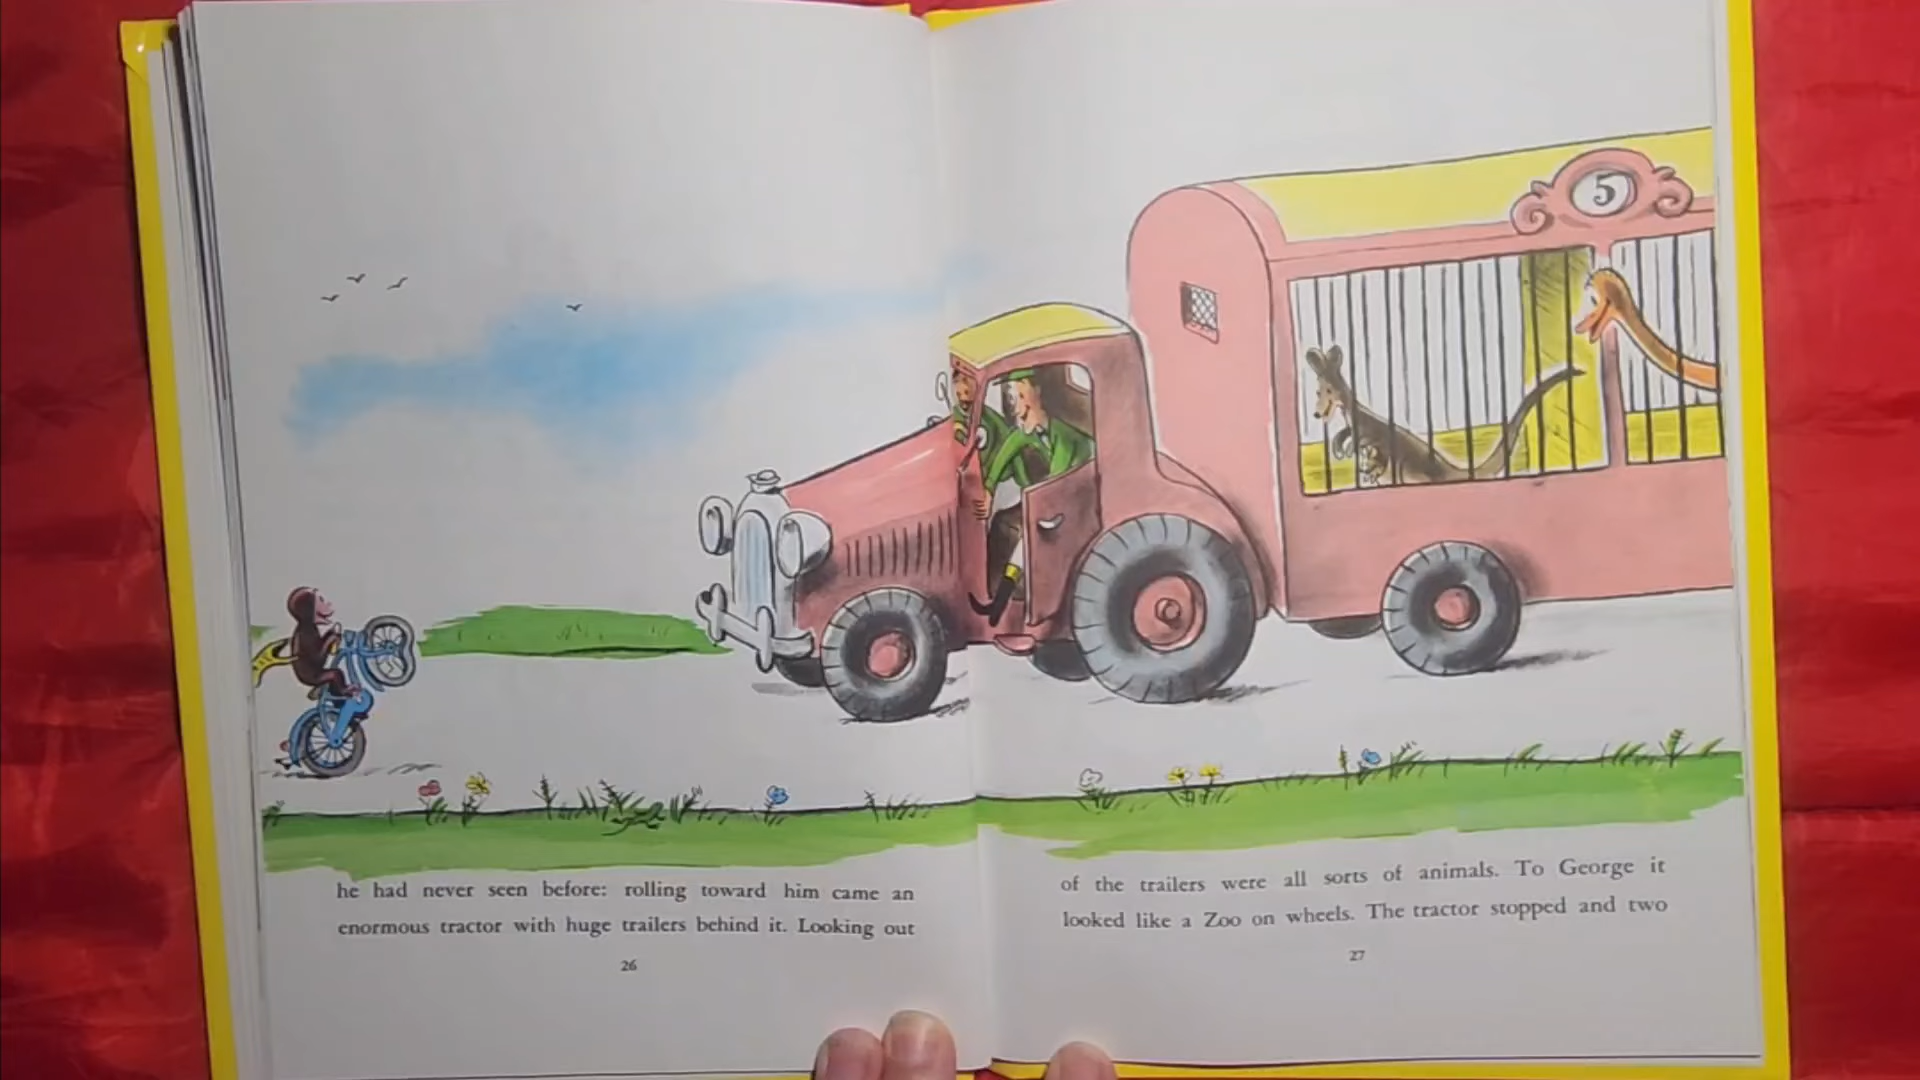 5
he had never seen before: rolling toward him came an
enormous tractor with huge trailers behind it. Looking out
26
of the trailers were all sorts of animals. To George it
looked like a Zoo on wheels. The tractor stopped and two
27